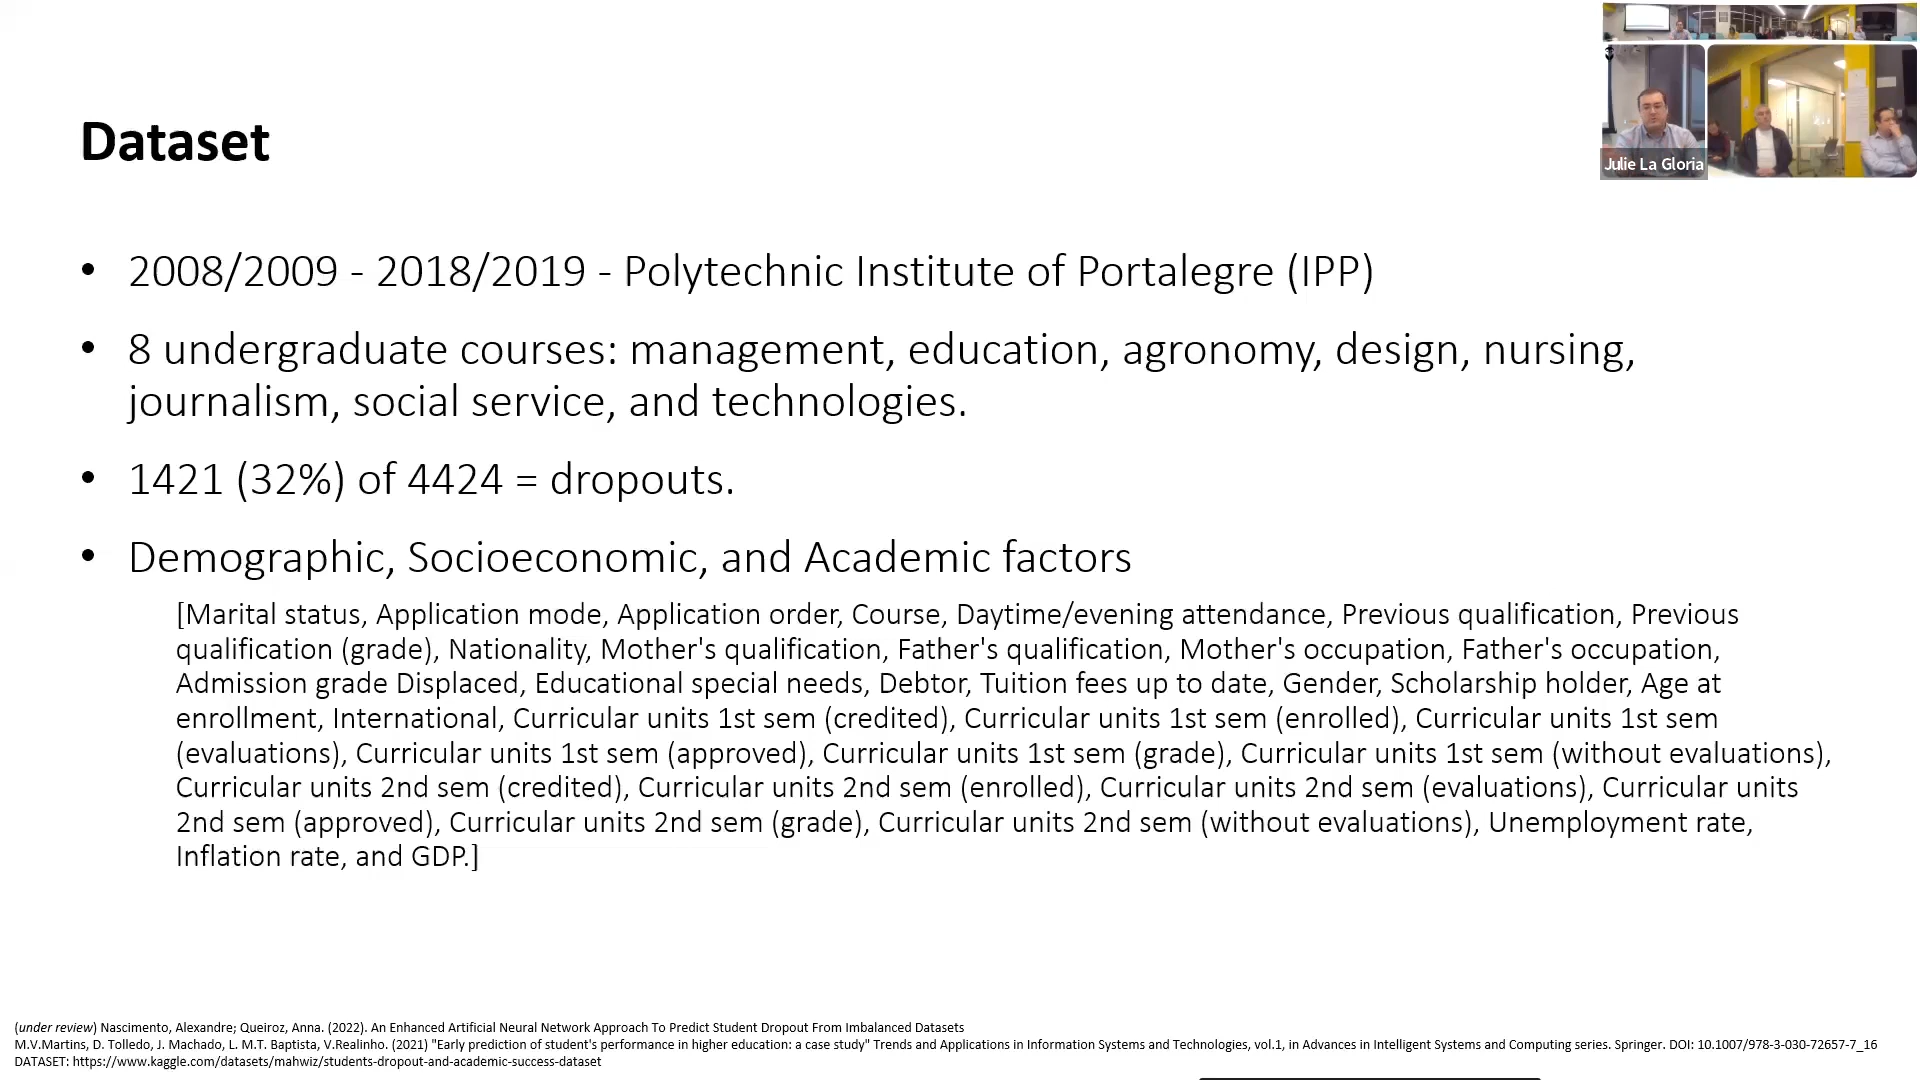 Julie La Gloria
Dataset
• 2008/2009 - 2018/2019 - Polytechnic Institute of Portalegre (IPP)
• 8 undergraduate courses: management, education, agronomy, design, nursing,
journalism, social service, and technologies.
• 1421 (32%) of 4424 = dropouts.
• Demographic, Socioeconomic, and Academic factors
[Marital status, Application mode, Application order, Course, Daytime/evening attendance, Previous qualification, Previous
qualification (grade), Nationality, Mother's qualification, Father's qualification, Mother's occupation, Father's occupation,
Admission grade Displaced, Educational special needs, Debtor, Tuition fees up to date, Gender, Scholarship holder, Age at
enrollment, International, Curricular units 1st sem (credited), Curricular units 1st sem (enrolled), Curricular units 1st sem
(evaluations), Curricular units 1st sem (approved), Curricular units 1st sem (grade), Curricular units 1st sem (without evaluations),
Curricular units 2nd sem (credited), Curricular units 2nd sem (enrolled), Curricular units 2nd sem (evaluations), Curricular units
2nd sem (approved), Curricular units 2nd sem (grade), Curricular units 2nd sem (without evaluations), Unemployment rate,
Inflation rate, and GDP.]
(under review) Nascimento, Alexandre; Queiroz, Anna. (2022). An Enhanced Artificial Neural Network Approach To Predict Student Dropout From Imbalanced Datasets
M.V.Martins, D. Tolledo, J. Machado, L. M.T. Baptista, V.Realinho. (2021) "Early prediction of student's performance in higher education: a case study" Trends and Applications in Information Systems and Technologies, vol.1, in Advances in Intelligent Systems and Computing series. Springer. DOI: 10.1007/978-3-030-72657-7_16
DATASET: https://www.kaggle.com/datasets/mahwiz/students-dropout-and-academic-success-dataset